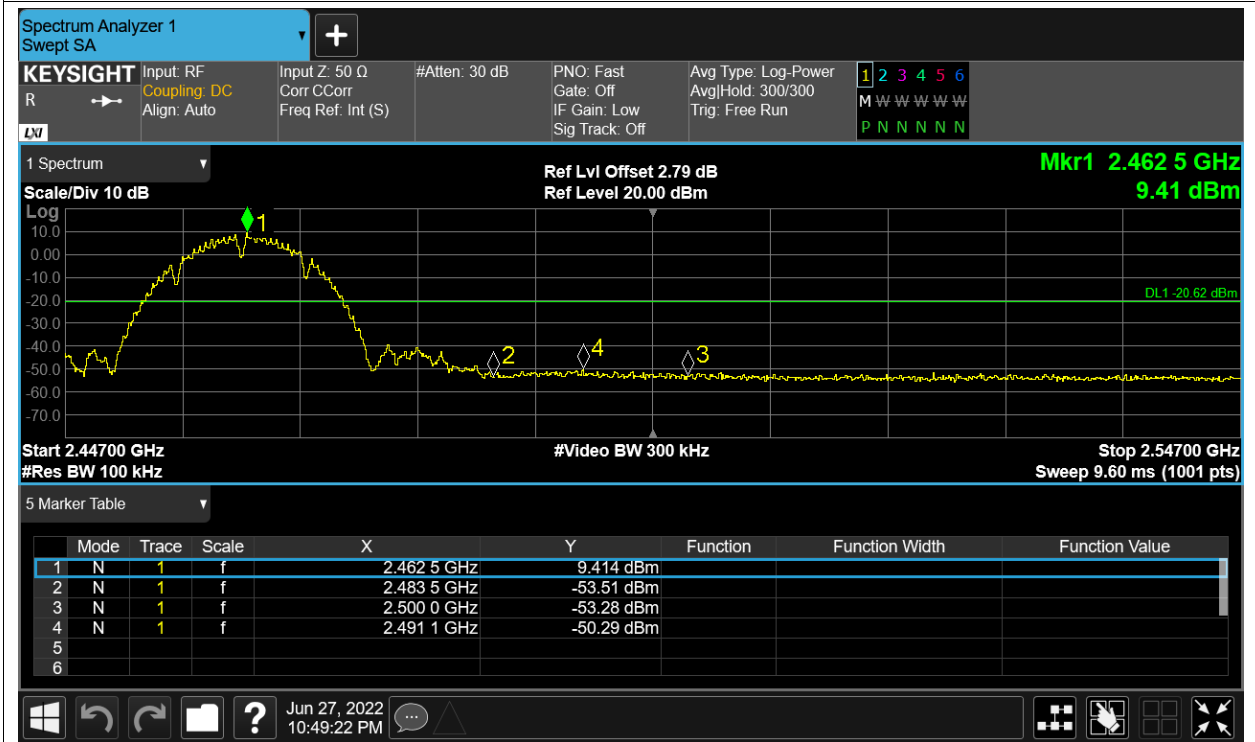 Spectrum Analyzer 1
Swept SA
+
KEYSIGHT
R
LXI
Input: RF
Coupling: DC
Align: Auto
Input Z: 50 Ω
Corr CCorr
Freq Ref: Int (S)
#Atten: 30 dB
PNO: Fast
Gate: Off
IF Gain: Low
Sig Track: Off
Avg Type: Log-Power
Avg|Hold: 300/300
Trig: Free Run
1 2 3 4 5 6
M W W W W W
P N N N N N
1 Spectrum
Scale/Div 10 dB
Ref Lvl Offset 2.79 dB
Ref Level 20.00 dBm
Mkr1 2.462 5 GHz
9.41 dBm
Log
10.0
0.00
-10.0
-20.0
-30.0
-40.0
-50.0
-60.0
-70.0
1
2
4
3
DL1 -20.62 dBm
Start 2.44700 GHz
#Res BW 100 kHz
#Video BW 300 kHz
Stop 2.54700 GHz
Sweep 9.60 ms (1001 pts)
5 Marker Table
Mode Trace Scale X Y Function Function Width Function Value
1 N 1 f 2.462 5 GHz 9.414 dBm
2 N 1 f 2.483 5 GHz -53.51 dBm
3 N 1 f 2.500 0 GHz -53.28 dBm
4 N 1 f 2.491 1 GHz -50.29 dBm
5
6
?
Jun 27, 2022
10:49:22 PM